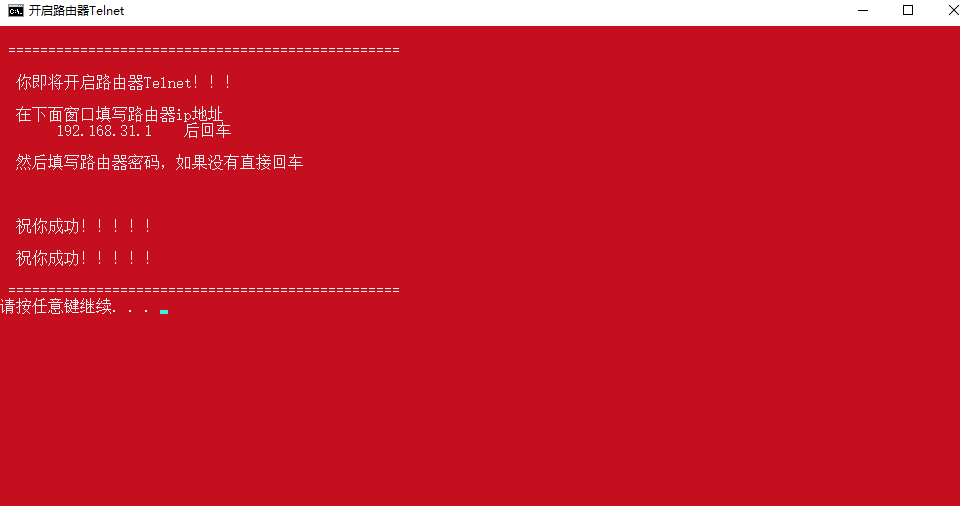 开启路由器Telnet
=================================================
你即将开启路由器Telnet！！！
在下面窗口填写路由器ip地址
192.168.31.1    后回车
然后填写路由器密码，如果没有直接回车
祝你成功！！！！！
祝你成功！！！！！
=================================================
请按任意键继续. . .